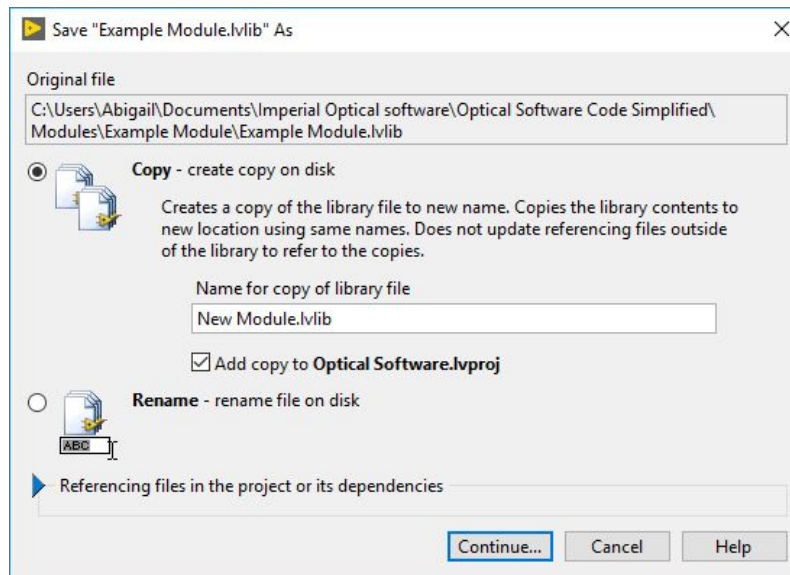 Save "Example Module.lvlib" As
Original file
C:\Users\Abigail\Documents\Imperial Optical software\Optical Software Code Simplified\
Modules\Example Module\Example Module.lvlib
Copy - create copy on disk
Creates a copy of the library file to new name. Copies the library contents to
new location using same names. Does not update referencing files outside
of the library to refer to the copies.
Name for copy of library file
New Module.lvlib
Add copy to Optical Software.lvproj
Rename - rename file on disk
ABC
Referencing files in the project or its dependencies
Continue... Cancel Help